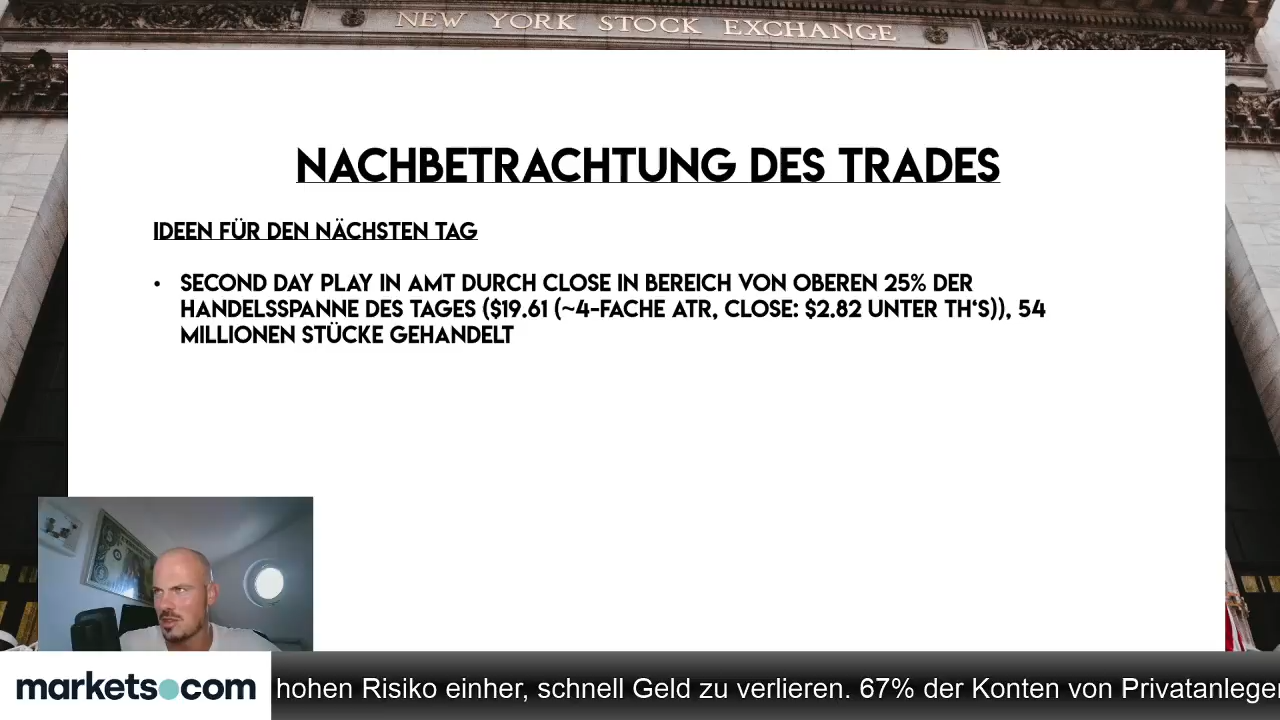 NEW YORK STOCK EXCHANGE
NACHBETRACHTUNG DES TRADES
IDEEN FÜR DEN NÄCHSTEN TAG
• SECOND DAY PLAY IN AMT DURCH CLOSE IN BEREICH VON OBEREN 25% DER
HANDELSSPANNE DES TAGES ($19.61 (~4-FACHE ATR, CLOSE: $2.82 UNTER TH‘S)), 54
MILLIONEN STÜCKE GEHANDELT
markets.com
hohen Risiko einher, schnell Geld zu verlieren. 67% der Konten von Privatanleger